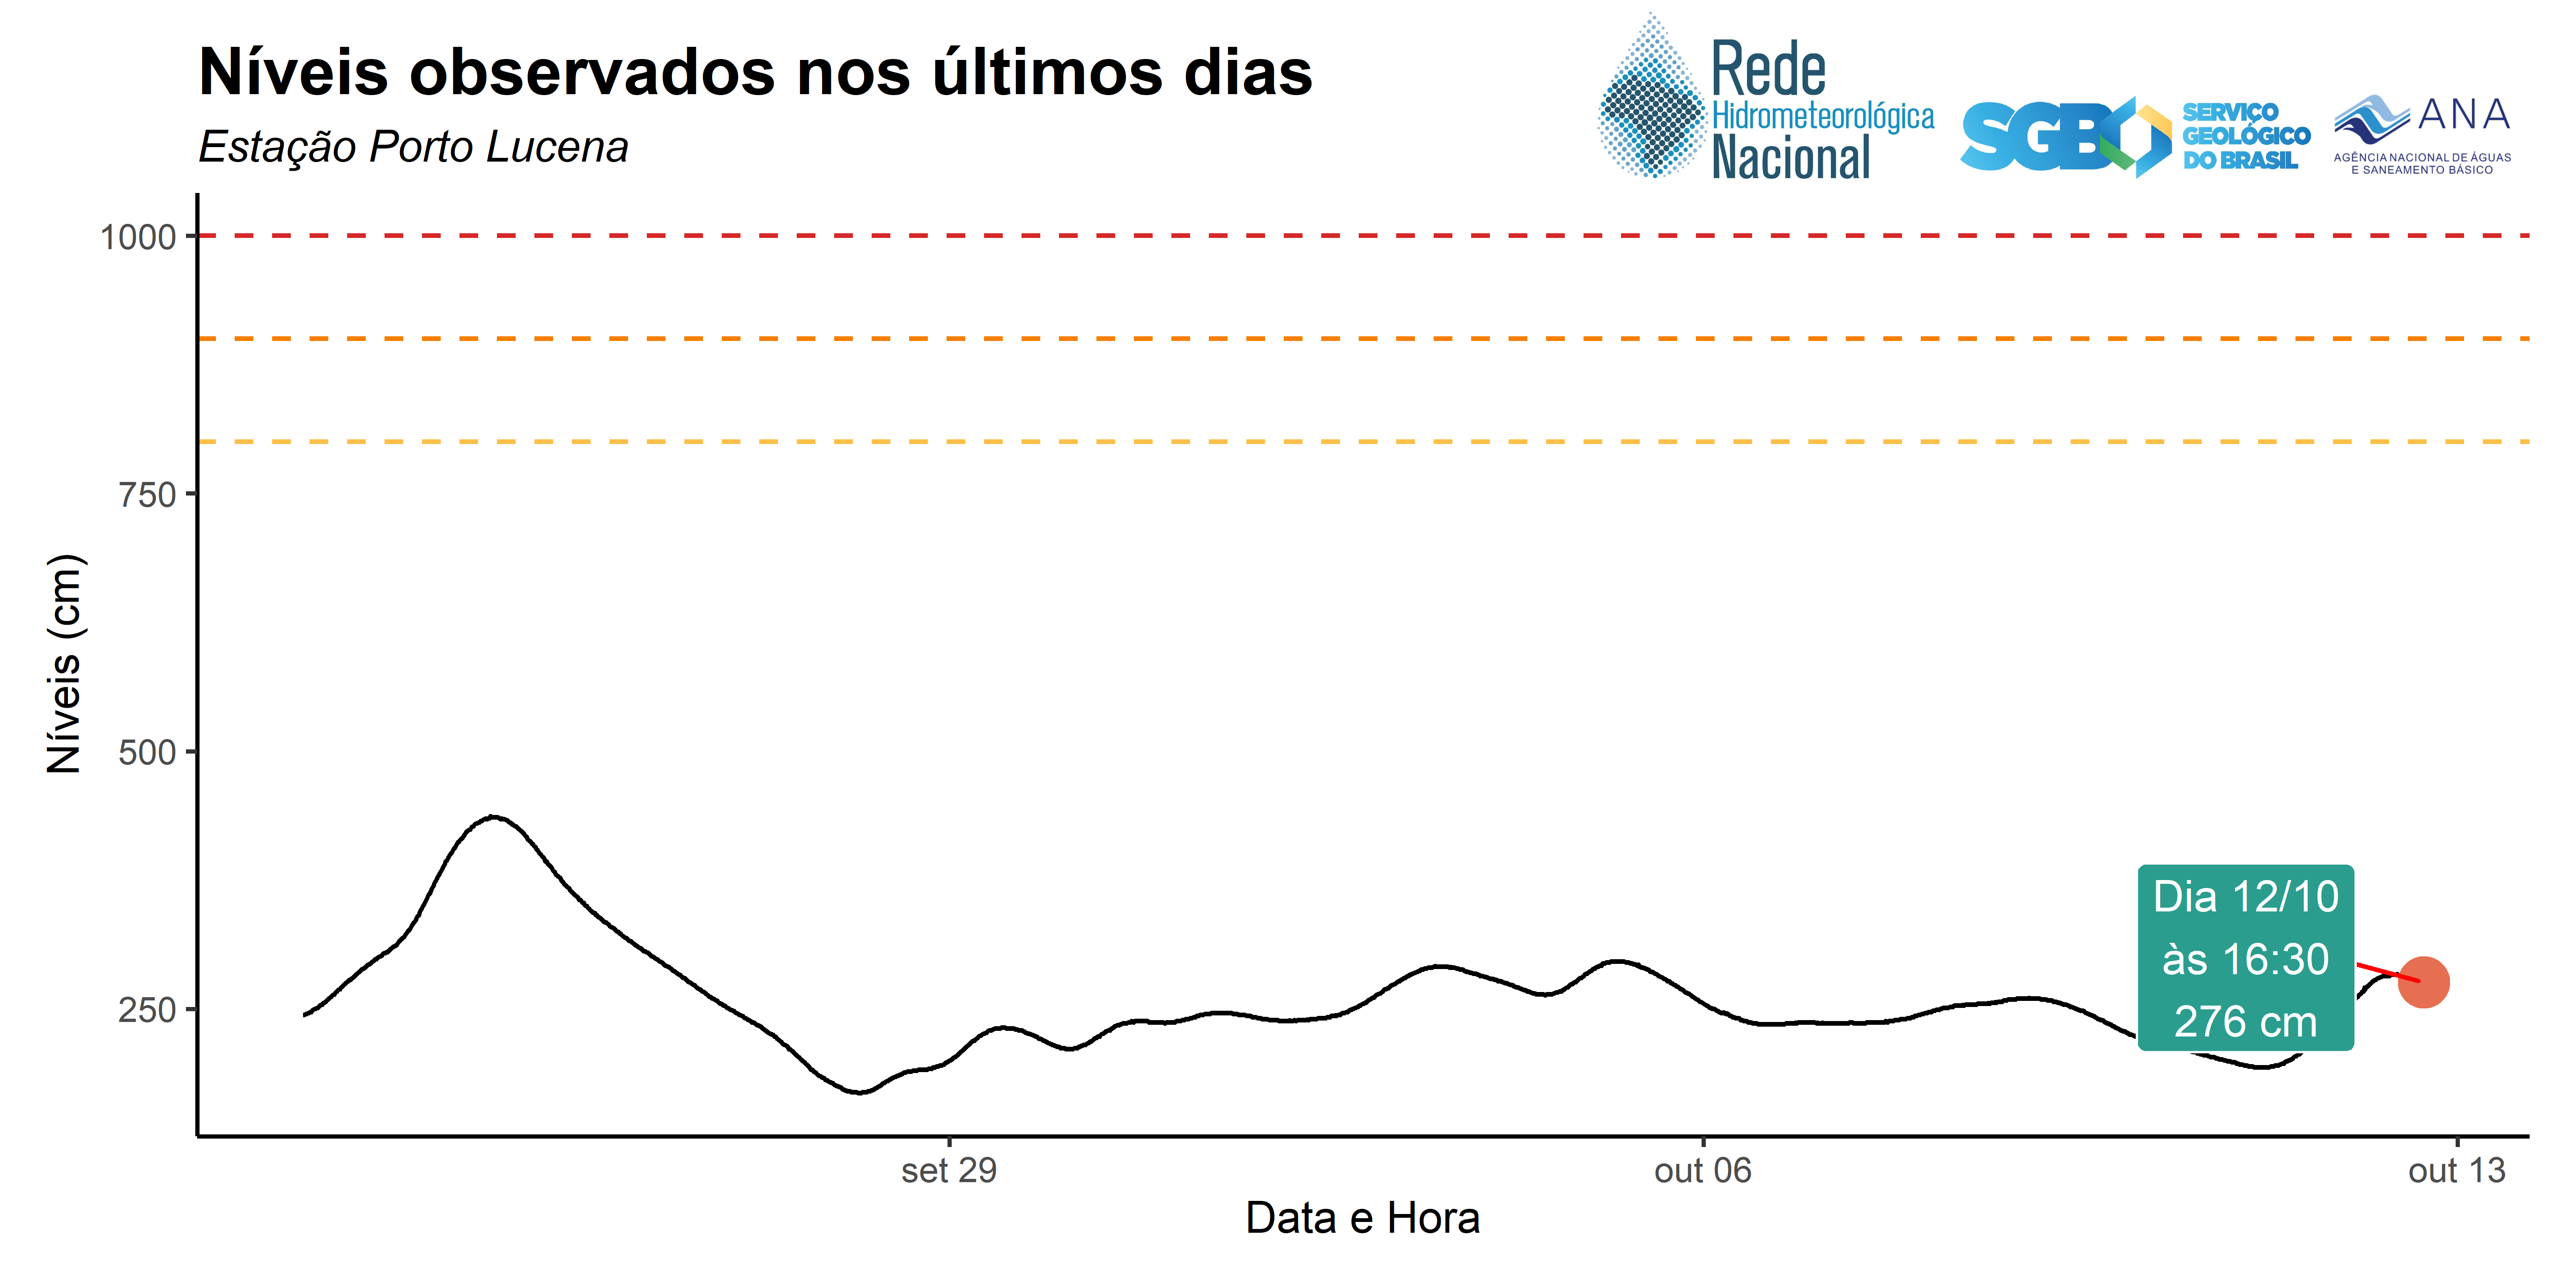 Níveis observados nos últimos dias
Estação Porto Lucena
Rede
Hidrometeorológica
Nacional
SGB
SERVIÇO
GEOLÓGICO
DO BRASIL
ANA
AGÊNCIA NACIONAL DE ÁGUAS
E SANEAMENTO BÁSICO
Níveis (cm)
1000
750
500
250
Dia 12/10
às 16:30
276 cm
set 29
out 06
out 13
Data e Hora